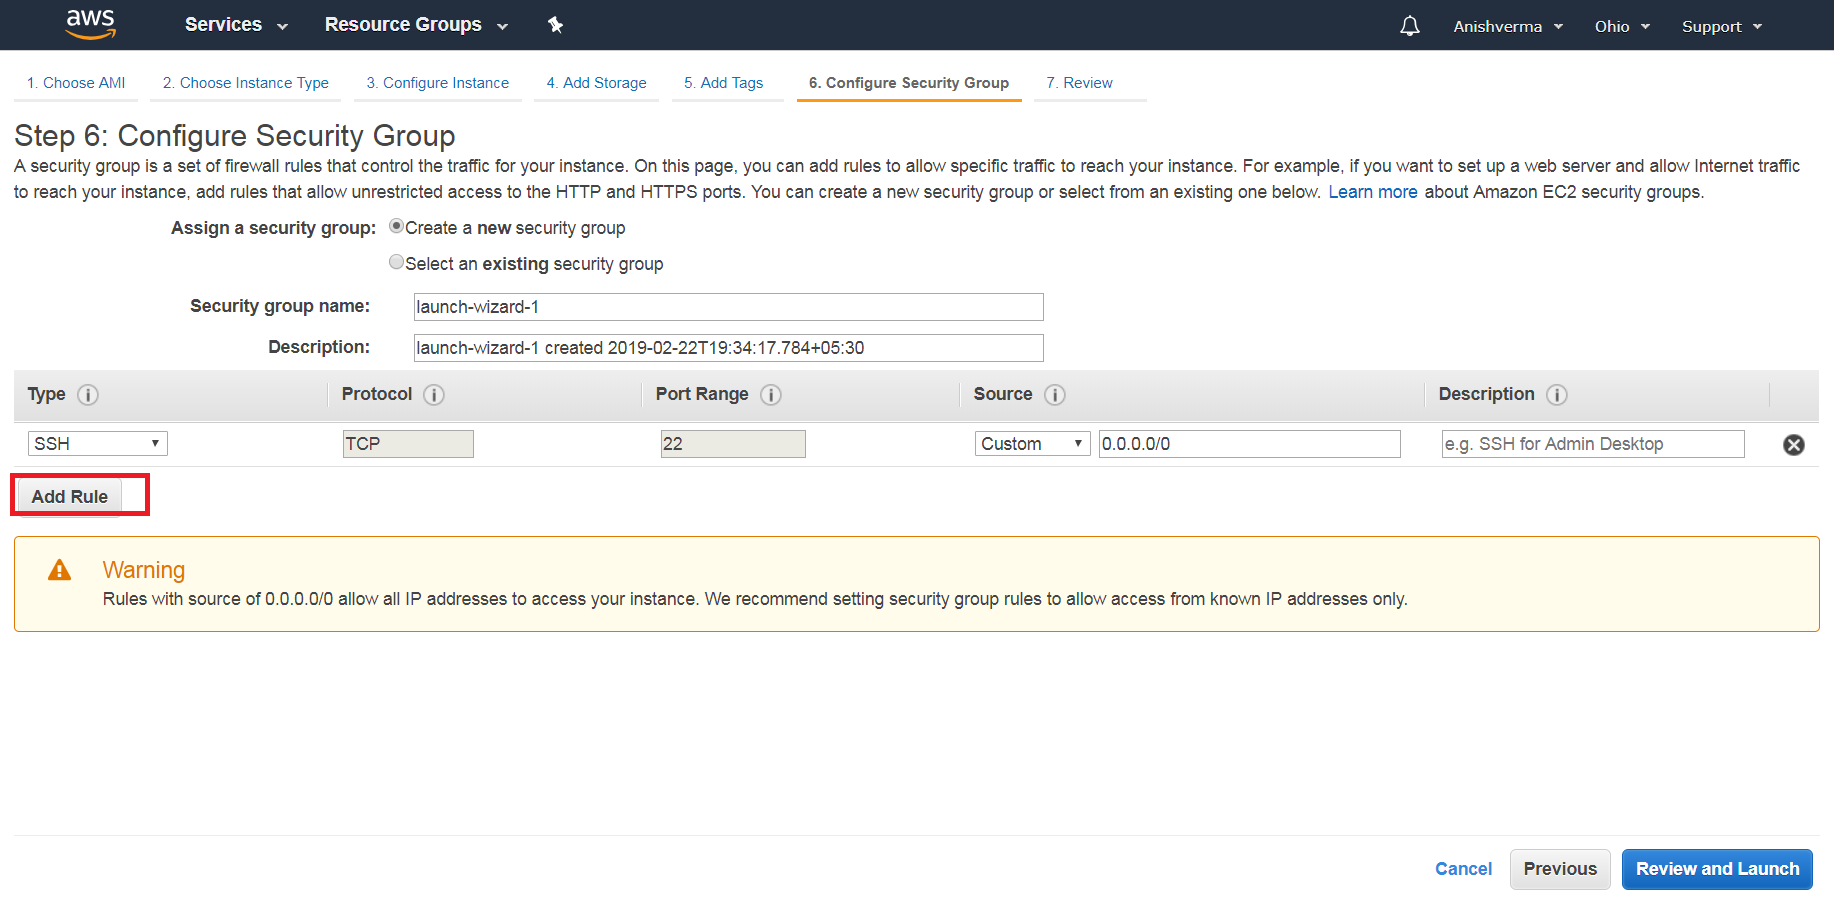 aws Services Resource Groups Anishverma Ohio Support
1. Choose AMI 2. Choose Instance Type 3. Configure Instance 4. Add Storage 5. Add Tags 6. Configure Security Group 7. Review
Step 6: Configure Security Group
A security group is a set of firewall rules that control the traffic for your instance. On this page, you can add rules to allow specific traffic to reach your instance. For example, if you want to set up a web server and allow Internet traffic
to reach your instance, add rules that allow unrestricted access to the HTTP and HTTPS ports. You can create a new security group or select from an existing one below. Learn more about Amazon EC2 security groups.
Assign a security group: Create a new security group
Select an existing security group
Security group name: launch-wizard-1
Description: launch-wizard-1 created 2019-02-22T19:34:17.784+05:30
Type i Protocol i Port Range i Source i Description i
SSH TCP 22 Custom 0.0.0.0/0 e.g. SSH for Admin Desktop
Add Rule
Warning
Rules with source of 0.0.0.0/0 allow all IP addresses to access your instance. We recommend setting security group rules to allow access from known IP addresses only.
Cancel Previous Review and Launch